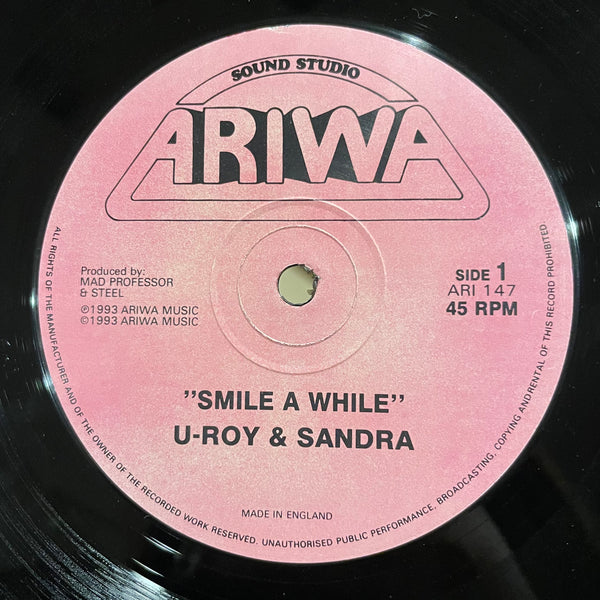 SOUND STUDIO
ARIWA
Produced by:
MAD PROFESSOR
& STEEL
℗1993 ARIWA MUSIC
©1993 ARIWA MUSIC
SIDE 1
ARI 147
45 RPM
"SMILE A WHILE"
U-ROY & SANDRA
MADE IN ENGLAND
ALL RIGHTS OF THE MANUFACTURER AND OF THE OWNER OF THE RECORDED WORK RESERVED. UNAUTHORISED PUBLIC PERFORMANCE, BROADCASTING, COPYING ANDRENTAL OF THIS RECORD PROHIBITED